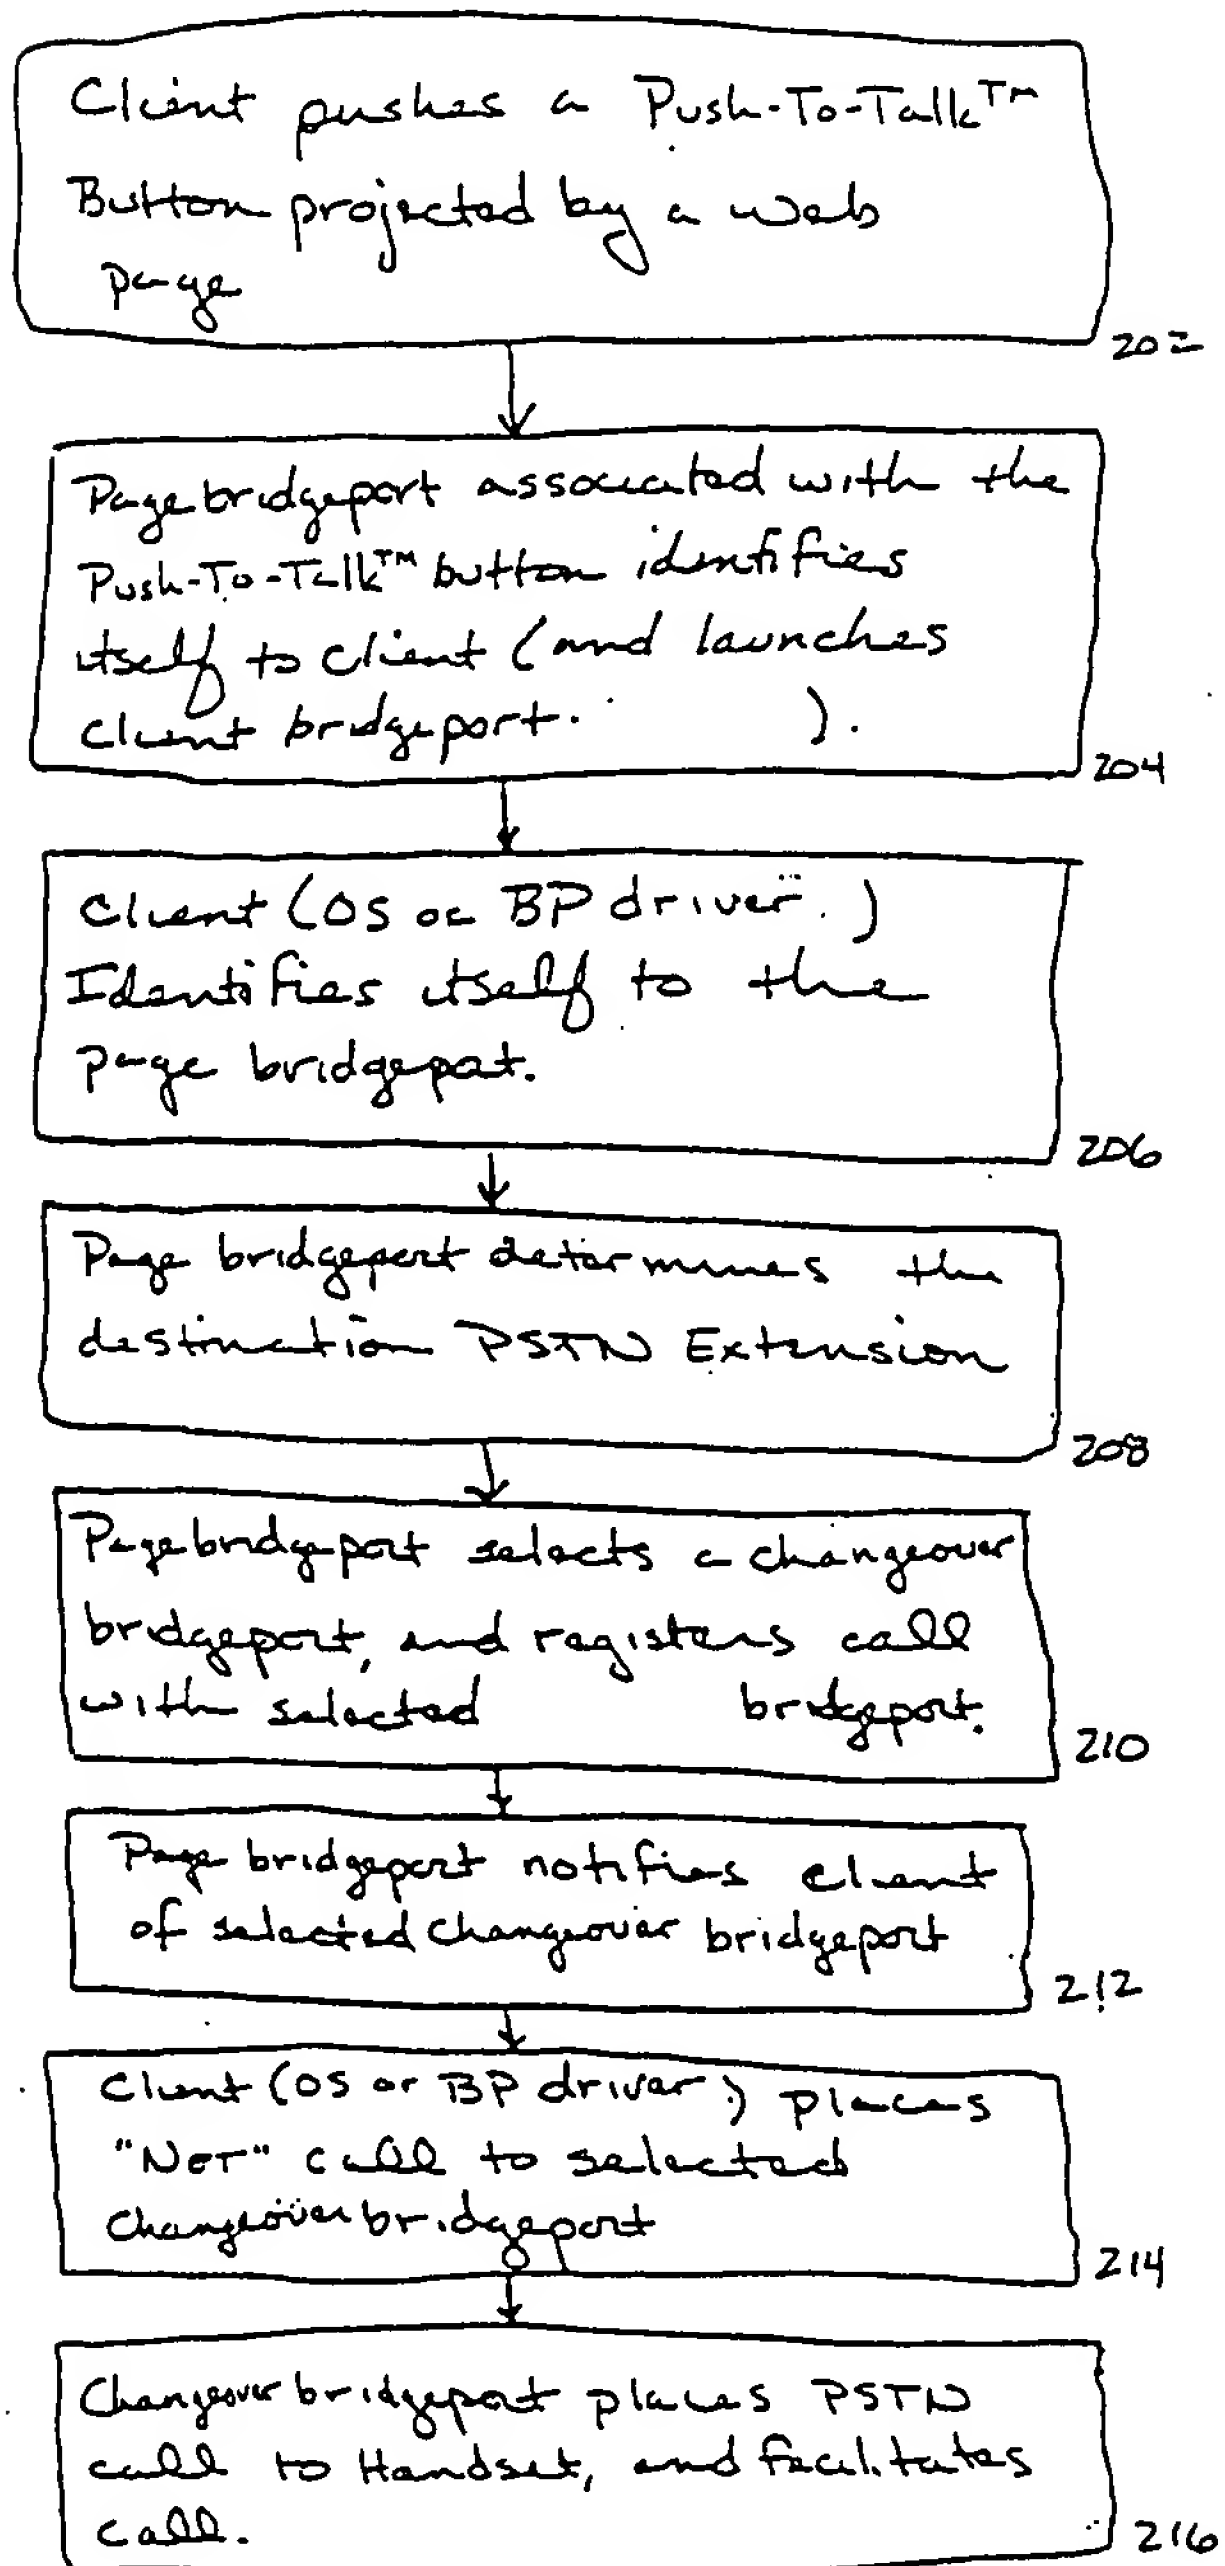 Client pushes a Push-To-Talk™
Button projected by a web
page
202
Page bridgeport associated with the
Push-To-Talk™ button identifies
itself to client (and launches
client bridgeport. ).
204
Client (OS or BP driver )
Identifies itself to the
page bridgeport.
206
Page bridgeport determines the
destination PSTN Extension
208
Page bridgeport selects a changeover
bridgeport, and registers call
with selected bridgeport.
210
Page bridgeport notifies client
of selected changeover bridgeport
212
Client (OS or BP driver ) places
"NET" call to selected
changeover bridgeport
214
Changeover bridgeport places PSTN
call to Handset, and facilitates
call.
216